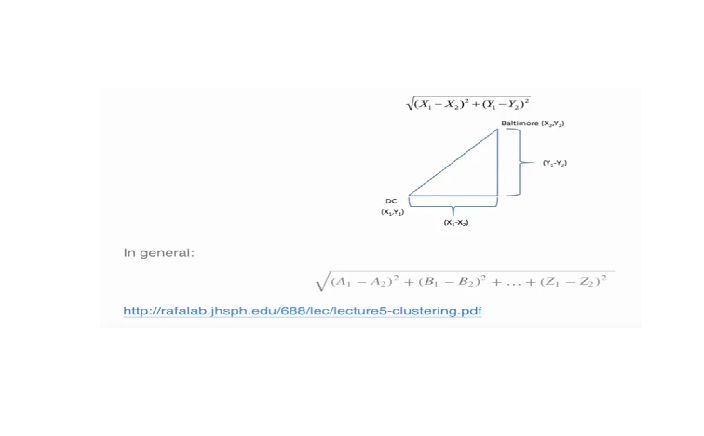 √(X₁ − X₂)² + (Y₁ − Y₂)²
Baltimore (X₂,Y₂)
(Y₁-Y₂)
DC
(X₁,Y₁)
(X₁-X₂)
In general:
√(A₁ − A₂)² + (B₁ − B₂)² + … + (Z₁ − Z₂)²
http://rafalab.jhsph.edu/688/lec/lecture5-clustering.pdf